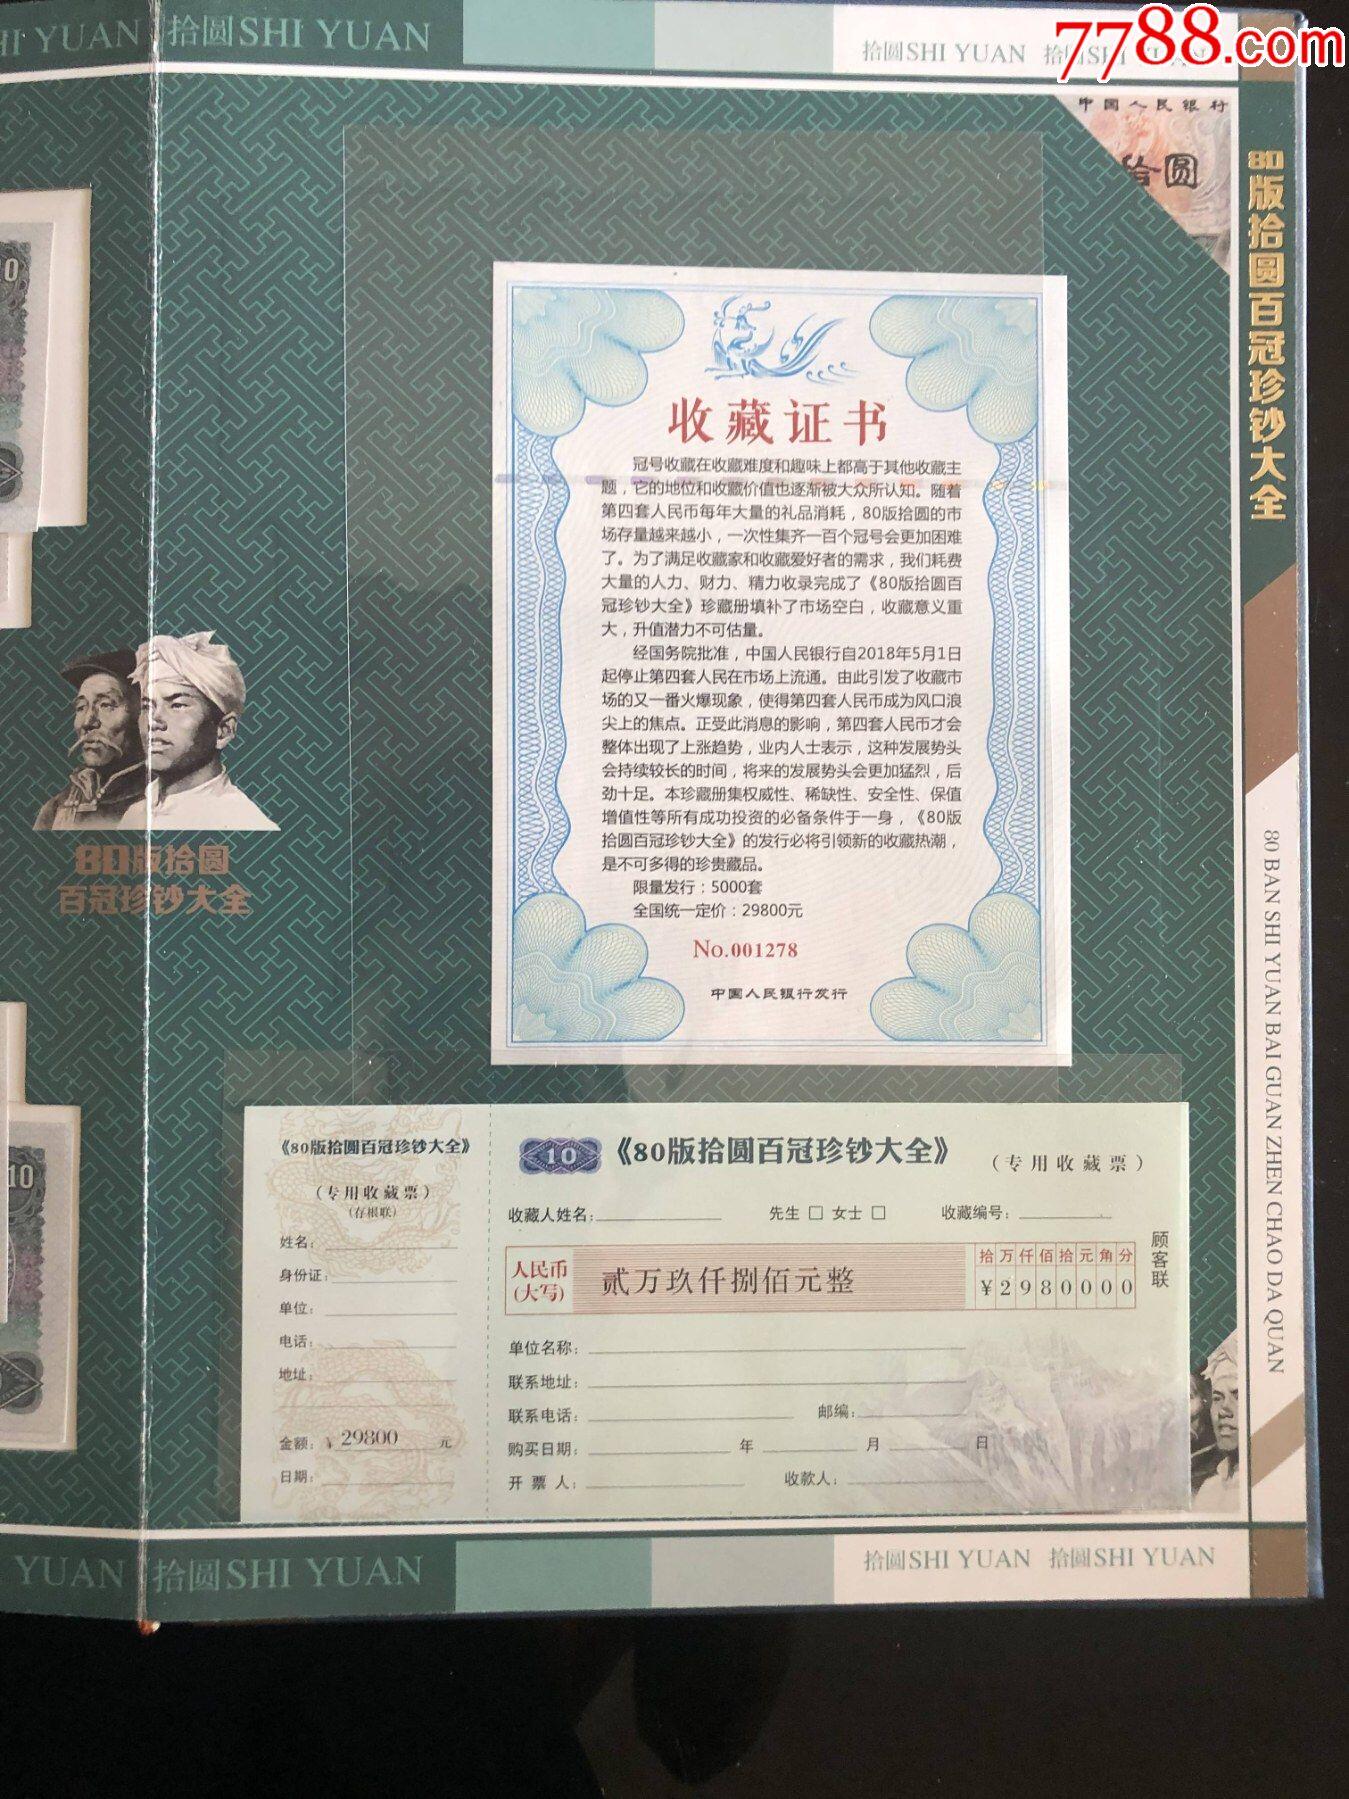 7788.com
HI YUAN 拾圆SHI YUAN
拾圆SHI YUAN 拾圆SHI YUAN
中国人民银行
拾圆
80版拾圆百冠珍钞大全
80 BAN SHI YUAN BAI GUAN ZHEN CHAO DA QUAN
10
80版拾圆
百冠珍钞大全
10
收藏证书
冠号收藏在收藏难度和趣味上都高于其他收藏主
题，它的地位和收藏价值也逐渐被大众所认知。随着
第四套人民币每年大量的礼品消耗，80版拾圆的市
场存量越来越小，一次性集齐一百个冠号会更加困难
了。为了满足收藏家和收藏爱好者的需求，我们耗费
大量的人力、财力、精力收录完成了《80版拾圆百
冠珍钞大全》珍藏册填补了市场空白，收藏意义重
大，升值潜力不可估量。
经国务院批准，中国人民银行自2018年5月1日
起停止第四套人民在市场上流通。由此引发了收藏市
场的又一番火爆现象，使得第四套人民币成为风口浪
尖上的焦点。正受此消息的影响，第四套人民币才会
整体出现了上涨趋势，业内人士表示，这种发展势头
会持续较长的时间，将来的发展势头会更加猛烈，后
劲十足。本珍藏册集权威性、稀缺性、安全性、保值
增值性等所有成功投资的必备条件于一身，《80版
拾圆百冠珍钞大全》的发行必将引领新的收藏热潮，
是不可多得的珍贵藏品。
限量发行：5000套
全国统一定价：29800元
No.001278
中国人民银行发行
《80版拾圆百冠珍钞大全》
（专用收藏票）
（存根联）
姓名：
身份证：
单位：
电话：
地址：
金额：¥ 29800 元
日期：
10 《80版拾圆百冠珍钞大全》 （专用收藏票）
收藏人姓名： 先生 □ 女士 □ 收藏编号：
人民币
(大写) 贰万玖仟捌佰元整
拾万仟佰拾元角分
¥2980000
顾客联
单位名称：
联系地址：
联系电话： 邮编：
购买日期： 年 月 日
开 票 人： 收款人：
YUAN 拾圆SHI YUAN
拾圆SHI YUAN 拾圆SHI YUAN